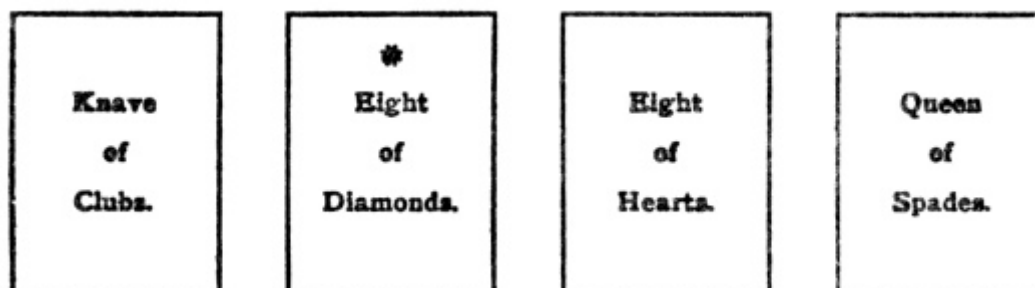 Knave
of
Clubs.
#
Eight
of
Diamonds.
Eight
of
Hearts.
Queen
of
Spades.